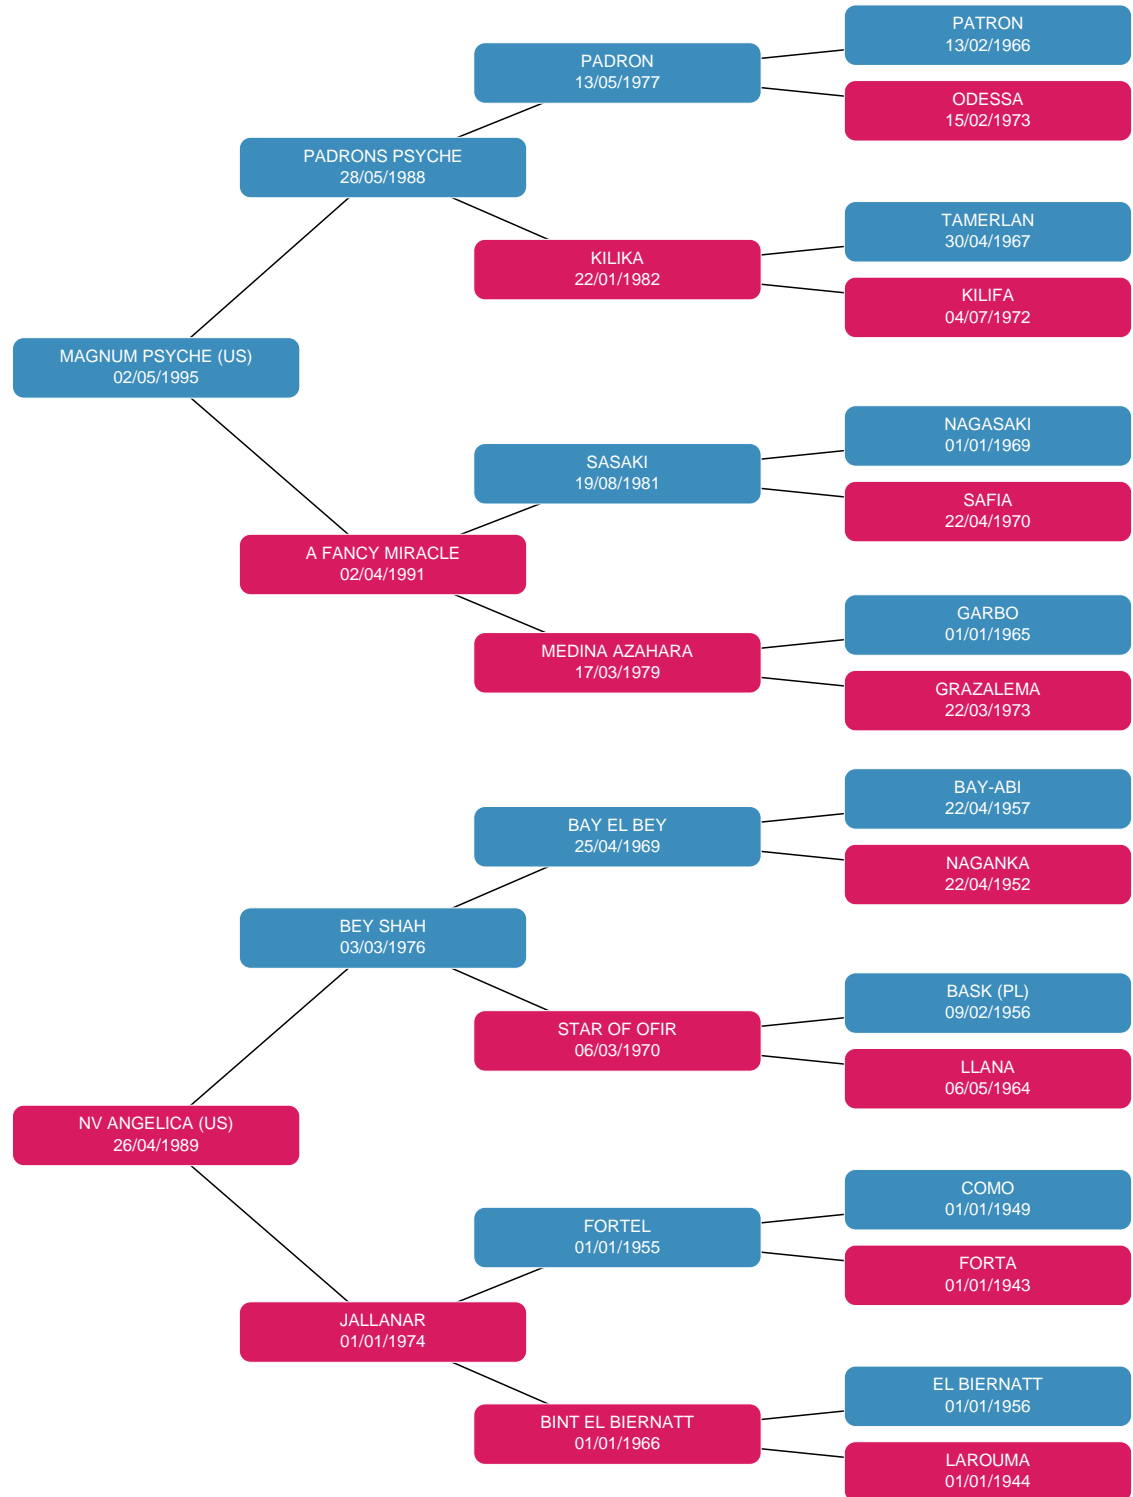 PATRON
13/02/1966
PADRON
13/05/1977
ODESSA
15/02/1973
PADRONS PSYCHE
28/05/1988
TAMERLAN
30/04/1967
KILIKA
22/01/1982
KILIFA
04/07/1972
MAGNUM PSYCHE (US)
02/05/1995
NAGASAKI
01/01/1969
SASAKI
19/08/1981
SAFIA
22/04/1970
A FANCY MIRACLE
02/04/1991
GARBO
01/01/1965
MEDINA AZAHARA
17/03/1979
GRAZALEMA
22/03/1973
BAY-ABI
22/04/1957
BAY EL BEY
25/04/1969
NAGANKA
22/04/1952
BEY SHAH
03/03/1976
BASK (PL)
09/02/1956
STAR OF OFIR
06/03/1970
LLANA
06/05/1964
NV ANGELICA (US)
26/04/1989
COMO
01/01/1949
FORTEL
01/01/1955
FORTA
01/01/1943
JALLANAR
01/01/1974
EL BIERNATT
01/01/1956
BINT EL BIERNATT
01/01/1966
LAROUMA
01/01/1944